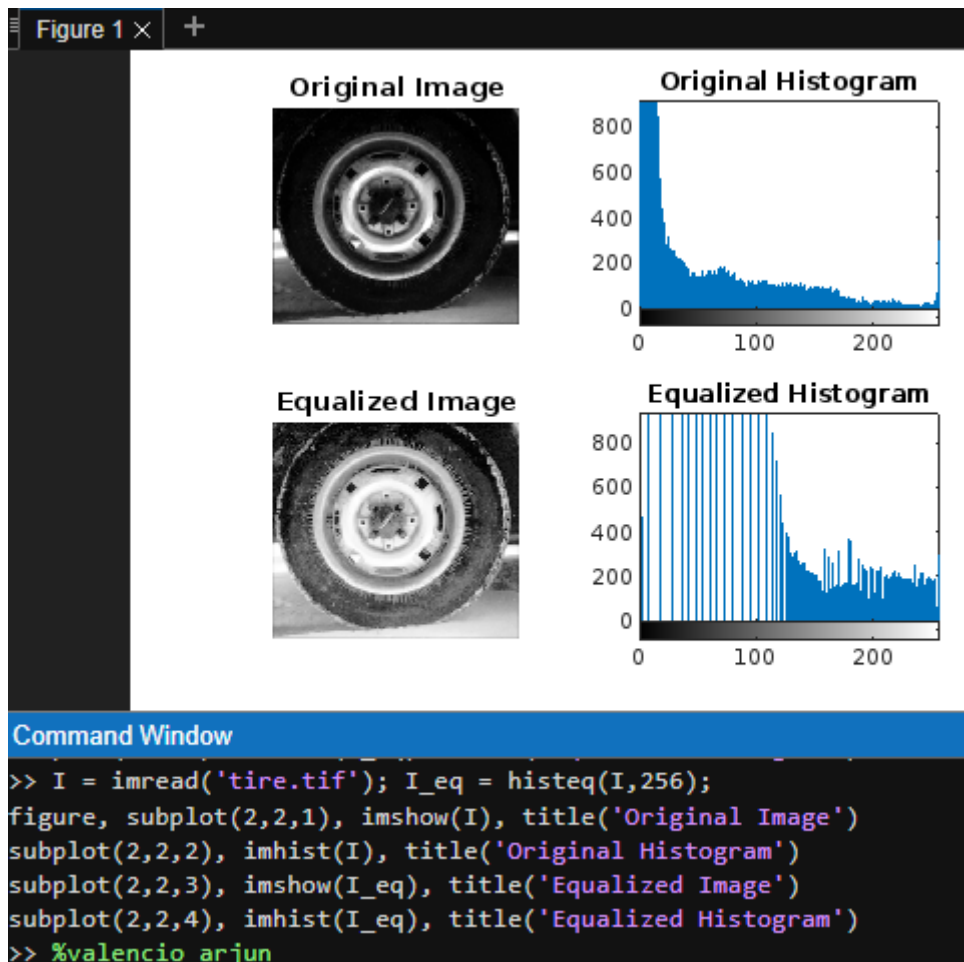 Figure 1 × +
Original Image
Original Histogram
800
600
400
200
0
0 100 200
Equalized Image
Equalized Histogram
800
600
400
200
0
0 100 200
Command Window
>> I = imread('tire.tif'); I_eq = histeq(I,256);
figure, subplot(2,2,1), imshow(I), title('Original Image')
subplot(2,2,2), imhist(I), title('Original Histogram')
subplot(2,2,3), imshow(I_eq), title('Equalized Image')
subplot(2,2,4), imhist(I_eq), title('Equalized Histogram')
>> %valencio arjun